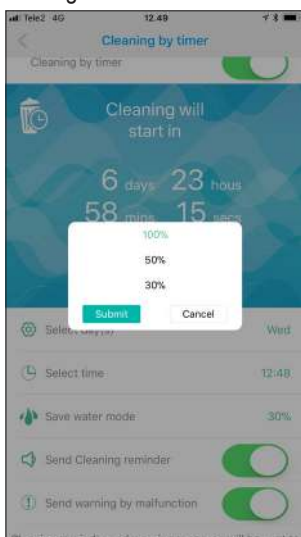 Tele2 4G 12.49
Cleaning by timer
Cleaning by timer
Cleaning will
start in
6 days 23 hous
58 mins 15 secs
100%
50%
30%
Submit Cancel
Select day(s) Wed
Select time 12:48
Save water mode 30%
Send Cleaning reminder
Send warning by malfunction